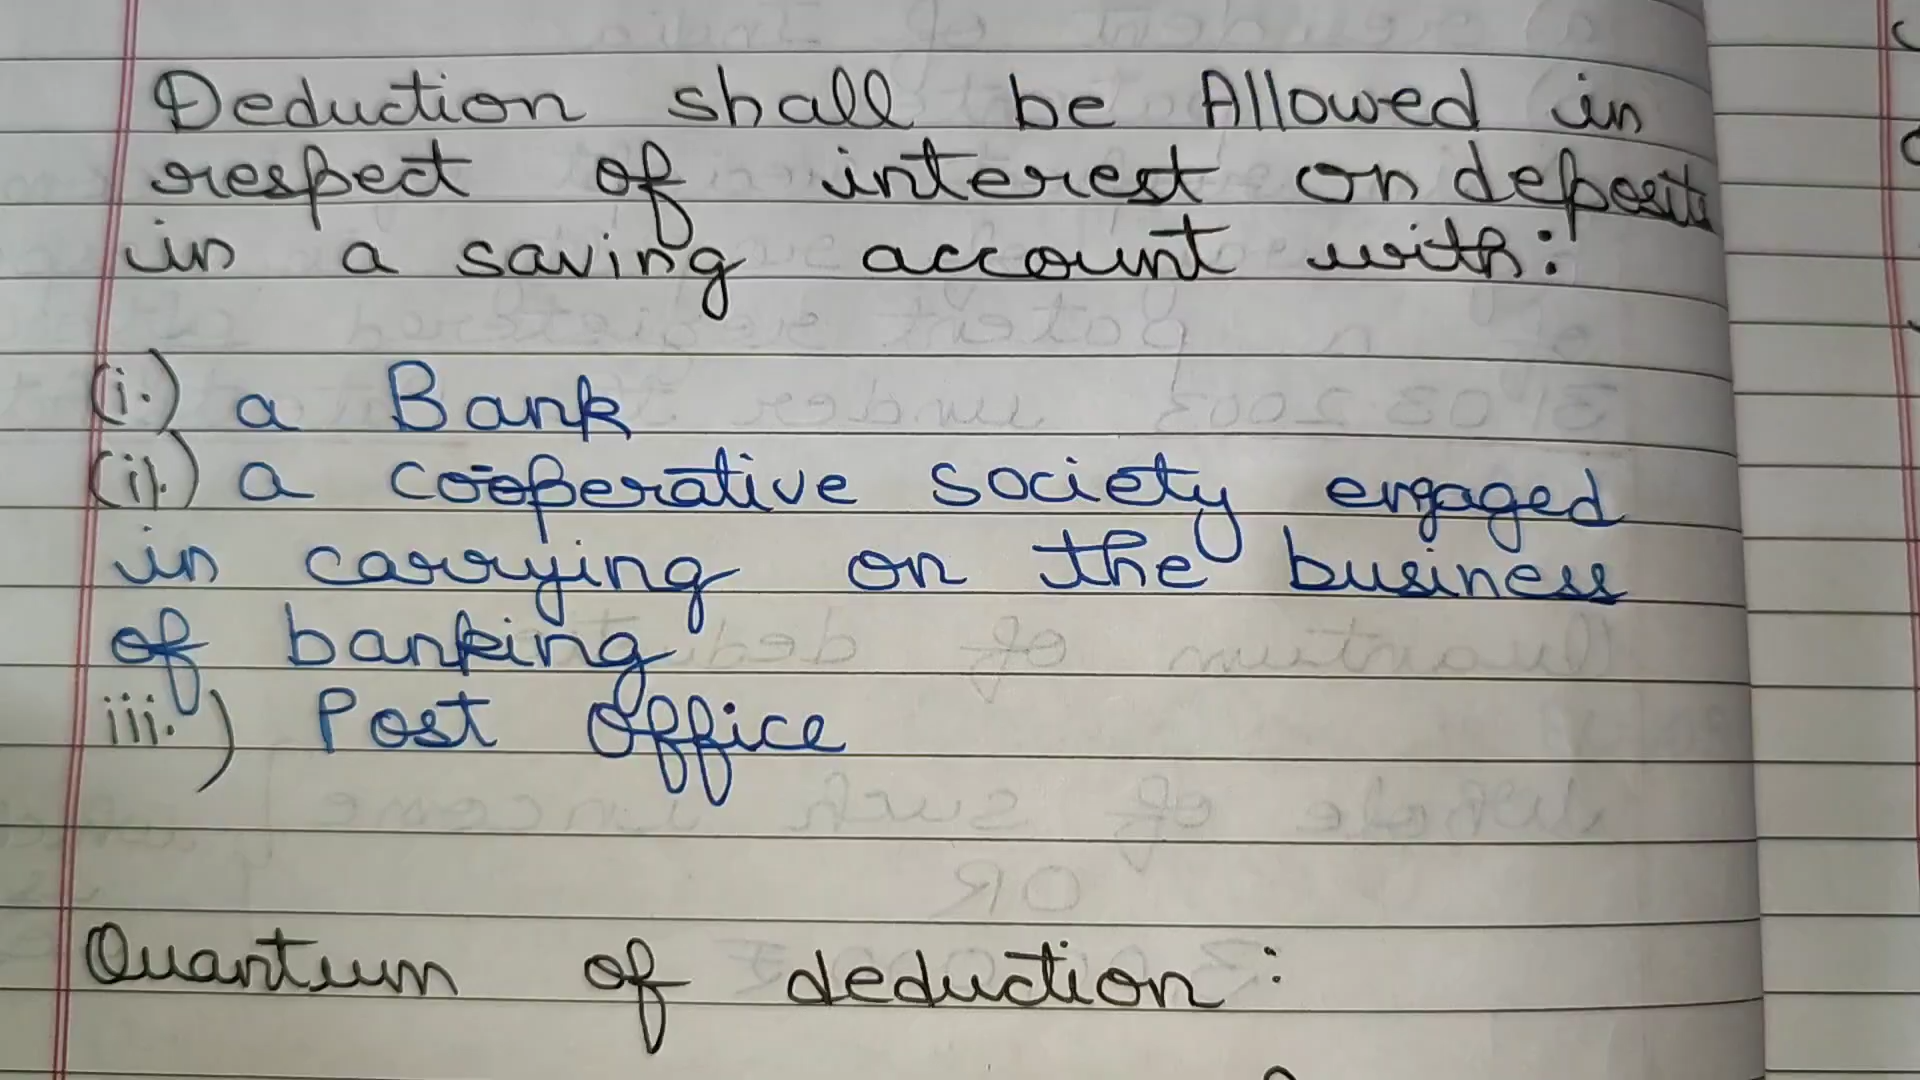 Deduction shall be Allowed in
respect of interest on deposits
in a saving account with:
(i.) a Bank
(ii.) a cooperative society engaged
in carrying on the business
of banking
iii.) Post office
Quantum of deduction: